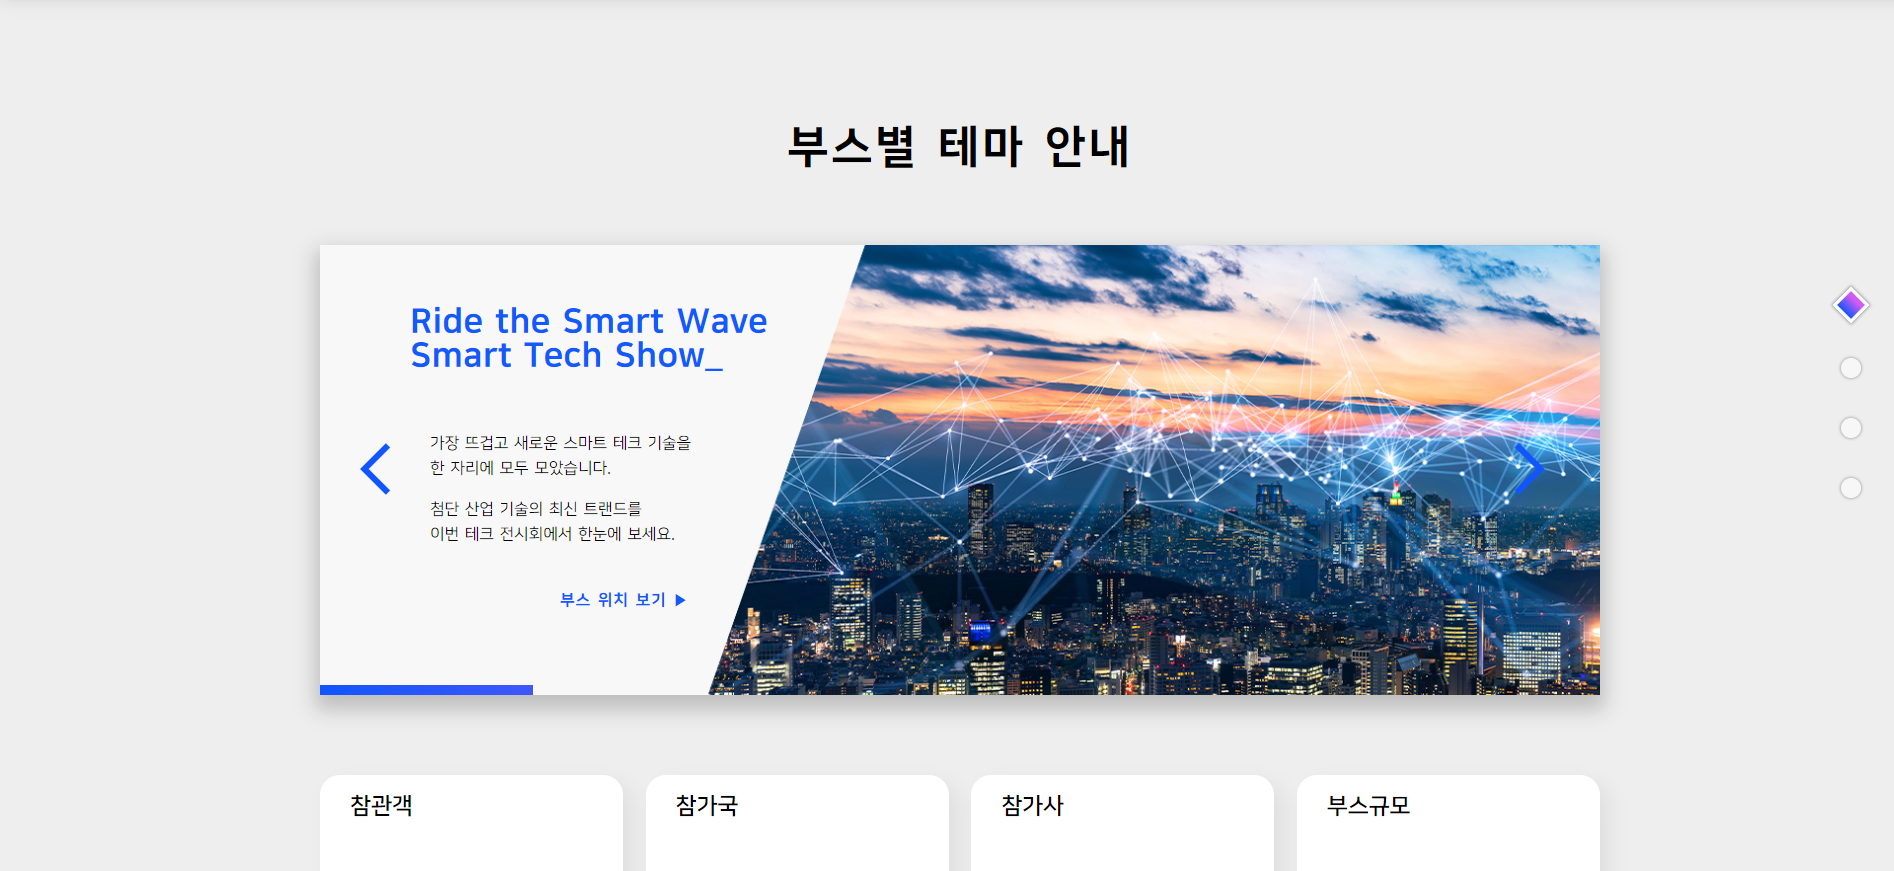 부스별 테마 안내
Ride the Smart Wave
Smart Tech Show_
가장 뜨겁고 새로운 스마트 테크 기술을
한 자리에 모두 모았습니다.
첨단 산업 기술의 최신 트랜드를
이번 테크 전시회에서 한눈에 보세요.
부스 위치 보기 ▶
참관객
참가국
참가사
부스규모